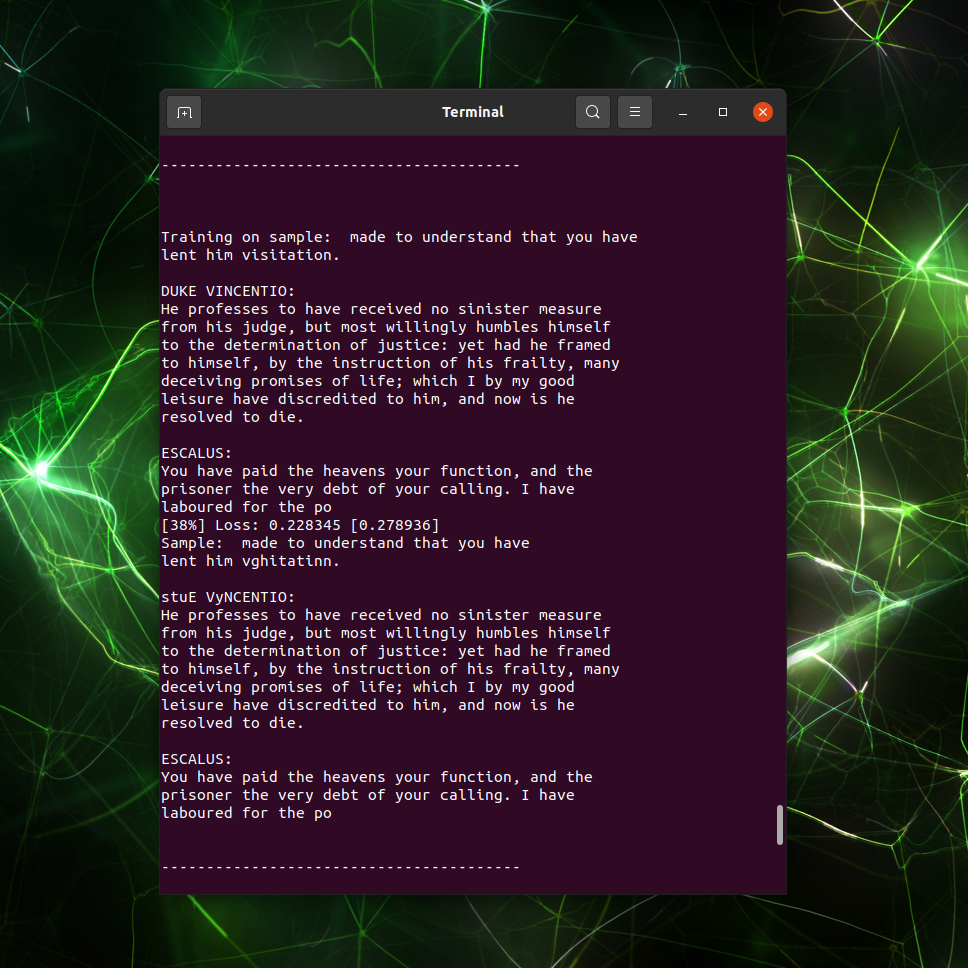 Terminal
----------------------------------------
Training on sample:  made to understand that you have
lent him visitation.
DUKE VINCENTIO:
He professes to have received no sinister measure
from his judge, but most willingly humbles himself
to the determination of justice: yet had he framed
to himself, by the instruction of his frailty, many
deceiving promises of life; which I by my good
leisure have discredited to him, and now is he
resolved to die.
ESCALUS:
You have paid the heavens your function, and the
prisoner the very debt of your calling. I have
laboured for the po
[38%] Loss: 0.228345 [0.278936]
Sample:  made to understand that you have
lent him vghitatinn.
stuE VyNCENTIO:
He professes to have received no sinister measure
from his judge, but most willingly humbles himself
to the determination of justice: yet had he framed
to himself, by the instruction of his frailty, many
deceiving promises of life; which I by my good
leisure have discredited to him, and now is he
resolved to die.
ESCALUS:
You have paid the heavens your function, and the
prisoner the very debt of your calling. I have
laboured for the po
----------------------------------------